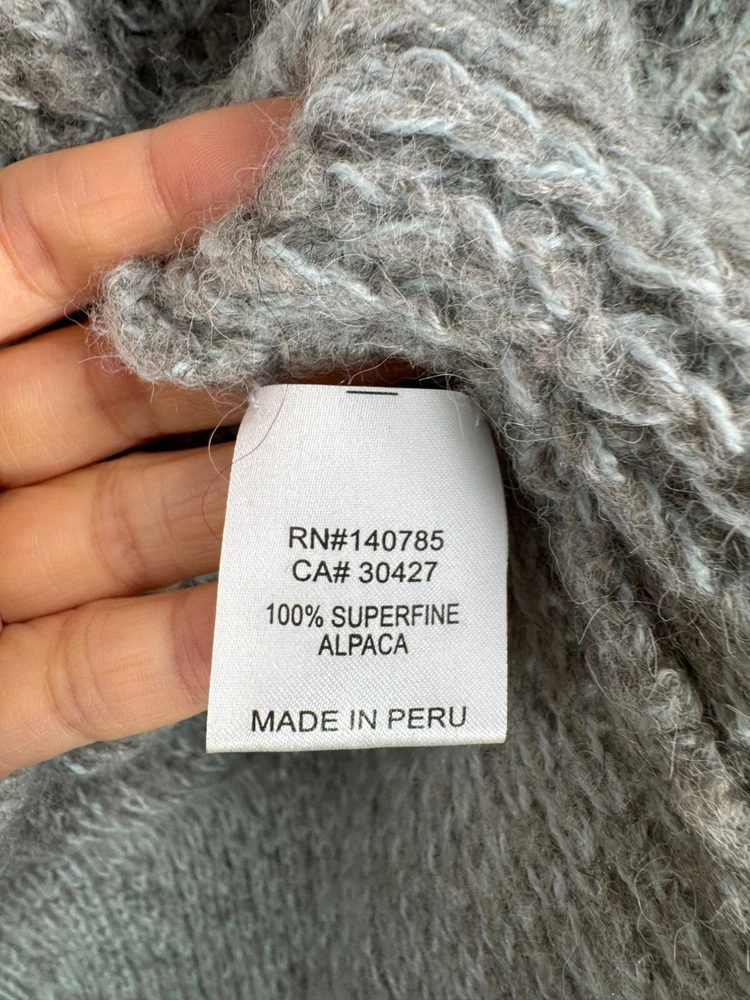 RN#140785
CA# 30427
100% SUPERFINE
ALPACA
MADE IN PERU